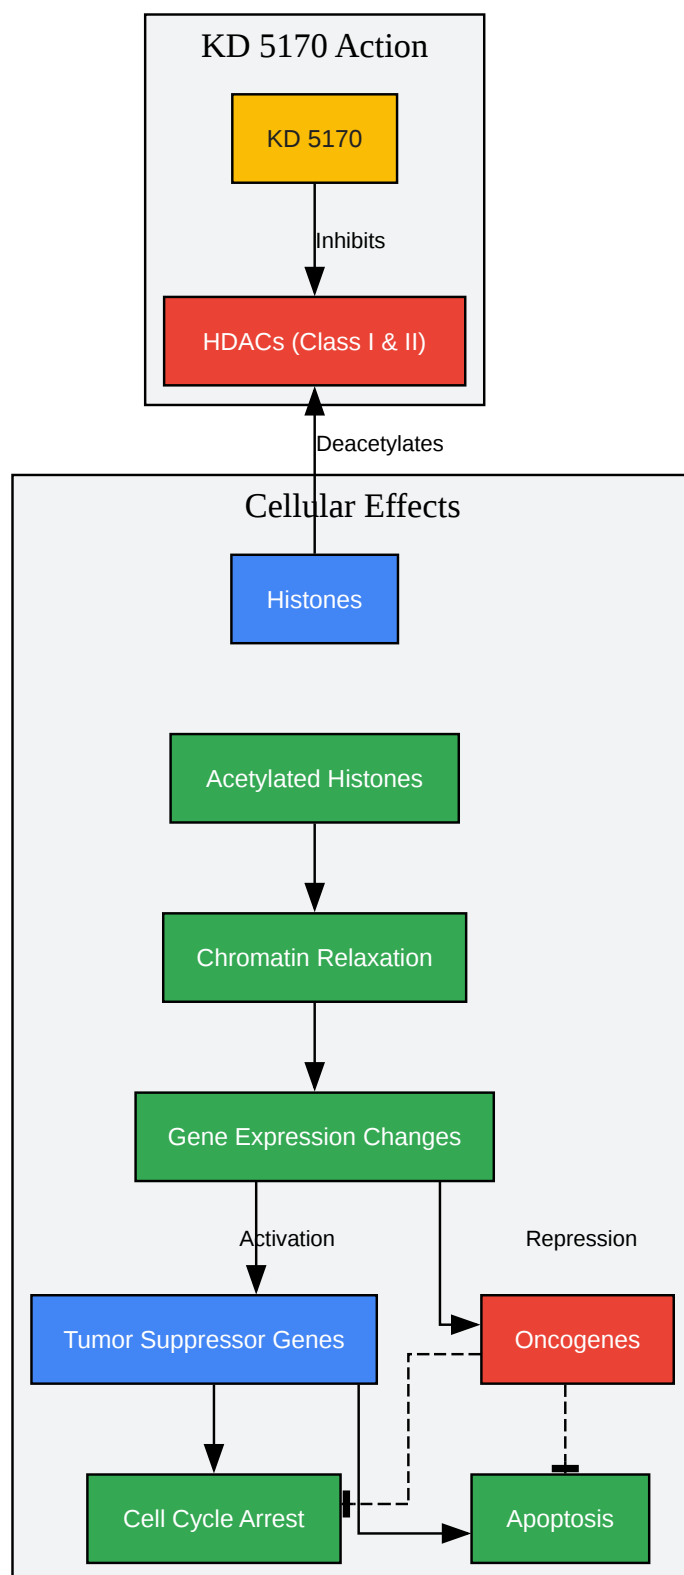 KD 5170 Action
KD 5170
Inhibits
HDACs (Class I & II)
Deacetylates
Cellular Effects
Histones
Acetylated Histones
Chromatin Relaxation
Gene Expression Changes
Activation
Repression
Tumor Suppressor Genes
Oncogenes
Cell Cycle Arrest
Apoptosis